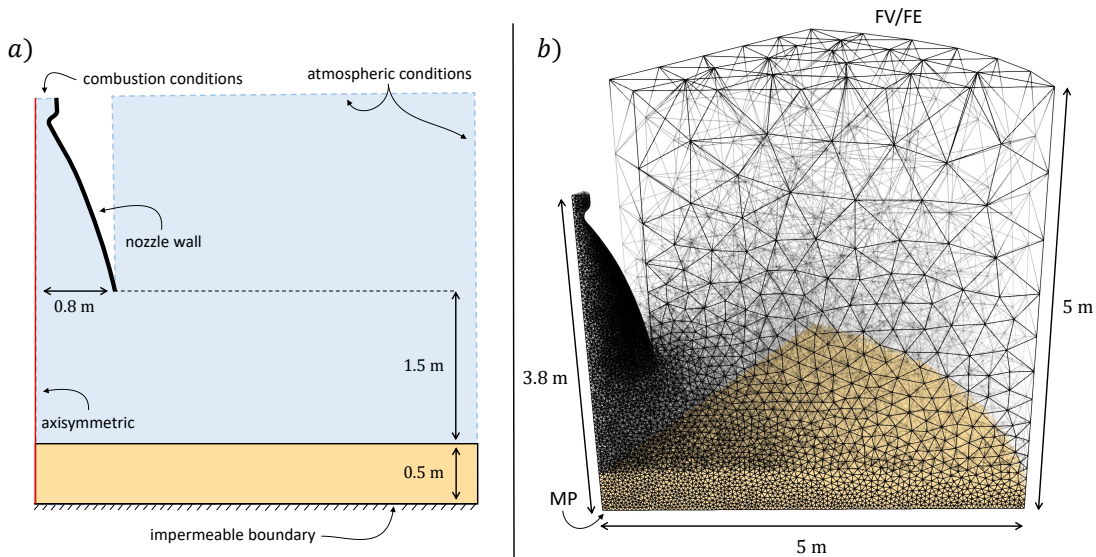 a)
combustion conditions
atmospheric conditions
nozzle wall
0.8 m
1.5 m
axisymmetric
0.5 m
impermeable boundary
b)
FV/FE
5 m
3.8 m
MP
5 m